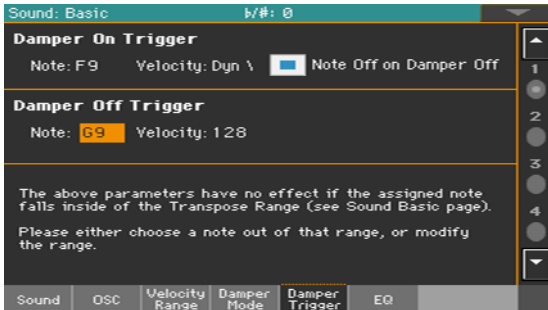 Sound: Basic b/#: 0
Damper On Trigger
Note: F9 Velocity: Dyn \ Note Off on Damper Off
1
Damper Off Trigger
2
Note: G9 Velocity: 128
3
The above parameters have no effect if the assigned note
falls inside of the Transpose Range (see Sound Basic page).
4
Please either choose a note out of that range, or modify
the range.
Sound OSC Velocity Range Damper Mode Damper Trigger EQ